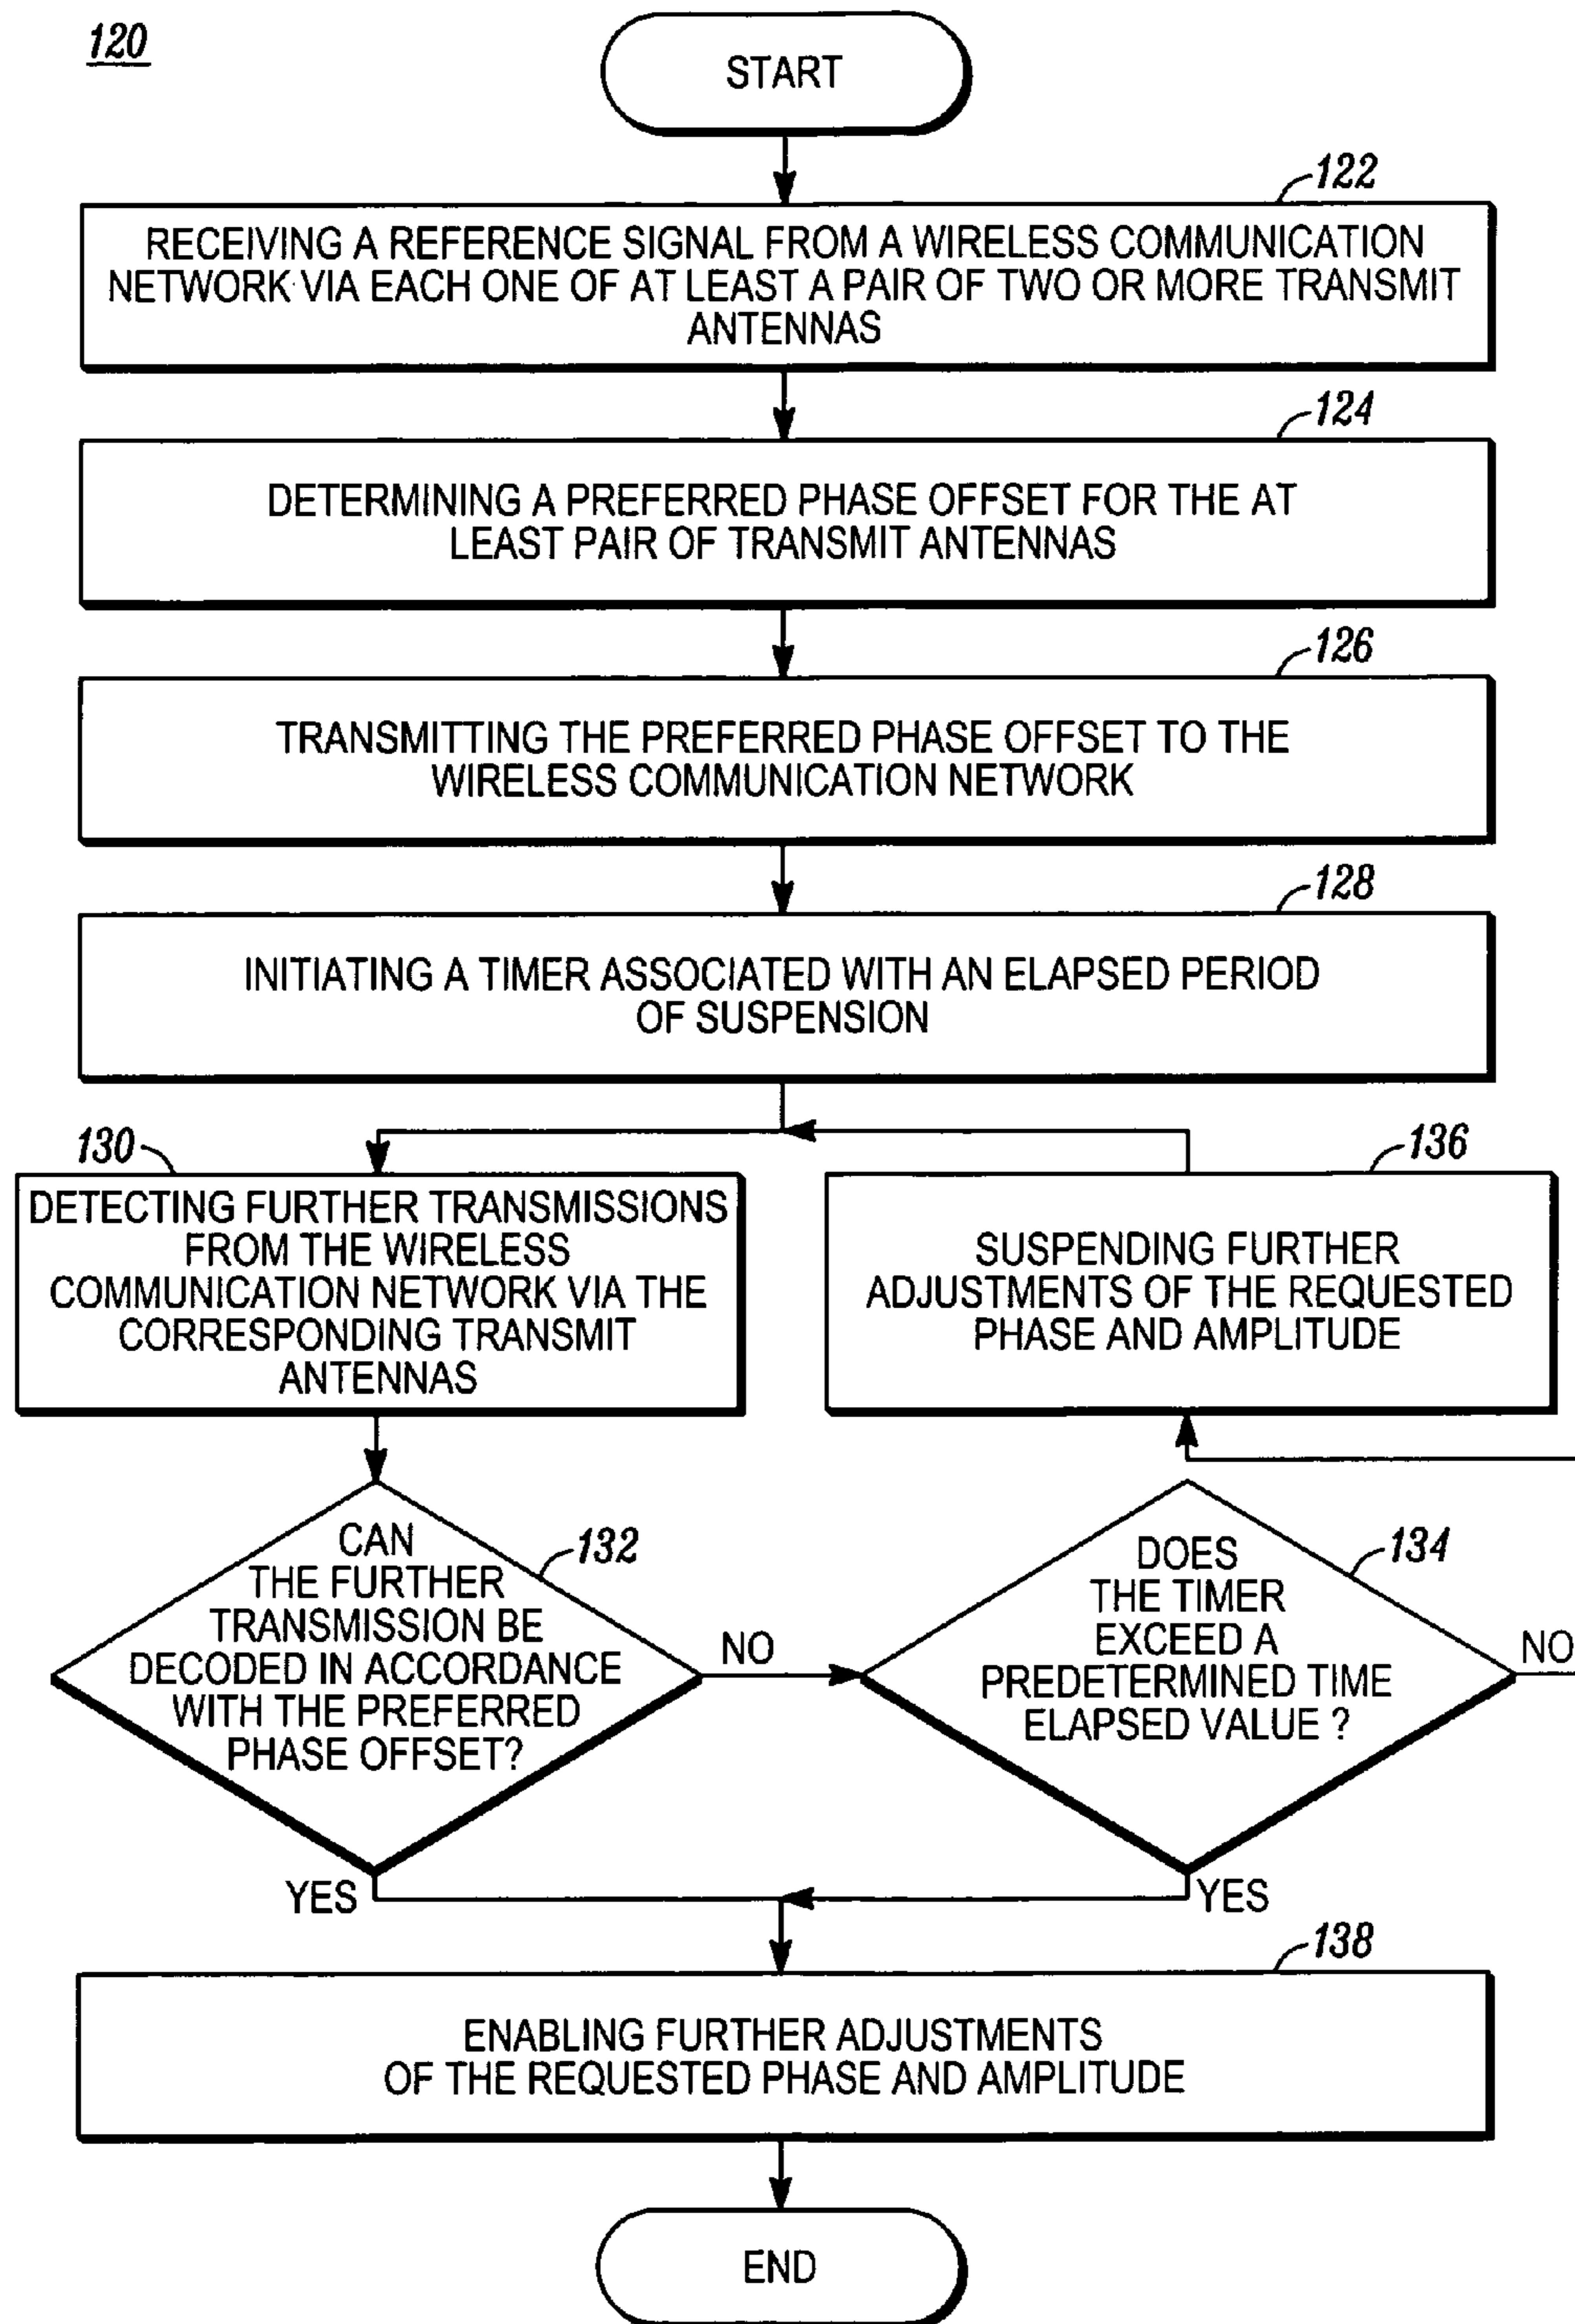 120
START
122
RECEIVING A REFERENCE SIGNAL FROM A WIRELESS COMMUNICATION
NETWORK VIA EACH ONE OF AT LEAST A PAIR OF TWO OR MORE TRANSMIT
ANTENNAS
124
DETERMINING A PREFERRED PHASE OFFSET FOR THE AT
LEAST PAIR OF TRANSMIT ANTENNAS
126
TRANSMITTING THE PREFERRED PHASE OFFSET TO THE
WIRELESS COMMUNICATION NETWORK
128
INITIATING A TIMER ASSOCIATED WITH AN ELAPSED PERIOD
OF SUSPENSION
130
DETECTING FURTHER TRANSMISSIONS
FROM THE WIRELESS
COMMUNICATION NETWORK VIA THE
CORRESPONDING TRANSMIT
ANTENNAS
136
SUSPENDING FURTHER
ADJUSTMENTS OF THE REQUESTED
PHASE AND AMPLITUDE
132
CAN
THE FURTHER
TRANSMISSION BE
DECODED IN ACCORDANCE
WITH THE PREFERRED
PHASE OFFSET?
NO
YES
134
DOES
THE TIMER
EXCEED A
PREDETERMINED TIME
ELAPSED VALUE ?
NO
YES
138
ENABLING FURTHER ADJUSTMENTS
OF THE REQUESTED PHASE AND AMPLITUDE
END